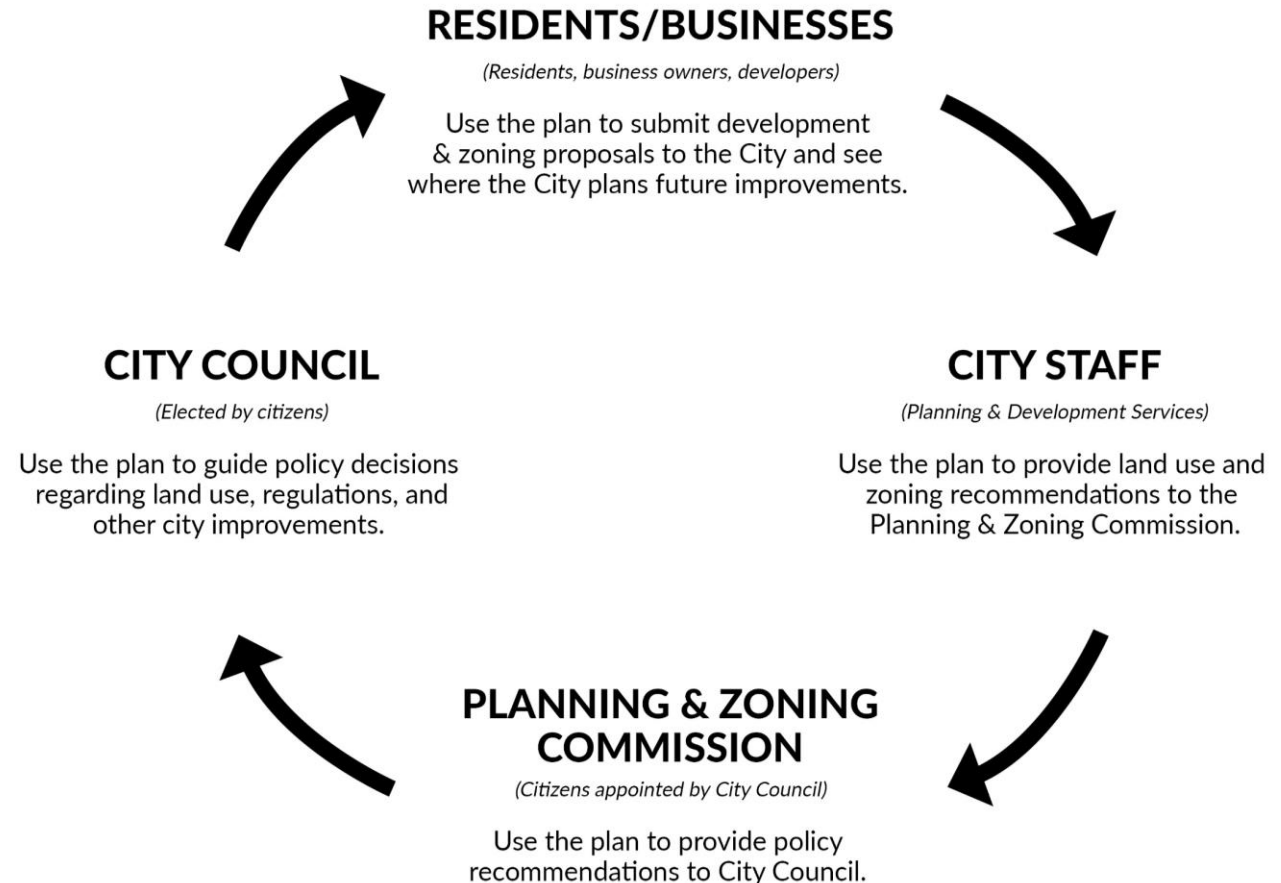 RESIDENTS/BUSINESSES
(Residents, business owners, developers)
Use the plan to submit development
& zoning proposals to the City and see
where the City plans future improvements.
CITY COUNCIL
(Elected by citizens)
Use the plan to guide policy decisions
regarding land use, regulations, and
other city improvements.
CITY STAFF
(Planning & Development Services)
Use the plan to provide land use and
zoning recommendations to the
Planning & Zoning Commission.
PLANNING & ZONING
COMMISSION
(Citizens appointed by City Council)
Use the plan to provide policy
recommendations to City Council.